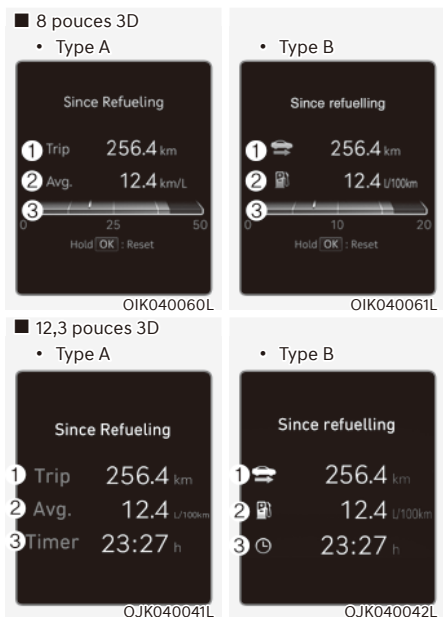 ■ 8 pouces 3D
• Type A
• Type B
Since Refueling
1 Trip 256.4 km
2 Avg. 12.4 km/L
3
0 25 50
Hold OK : Reset
OIK040060L
Since refuelling
1 256.4 km
2 12.4 L/100km
3
0 10 20
Hold OK : Reset
OIK040061L
■ 12,3 pouces 3D
• Type A
• Type B
Since Refueling
1 Trip 256.4 km
2 Avg. 12.4 L/100km
3 Timer 23:27 h
OJK040041L
Since refuelling
1 256.4 km
2 12.4 L/100km
3 23:27 h
OJK040042L